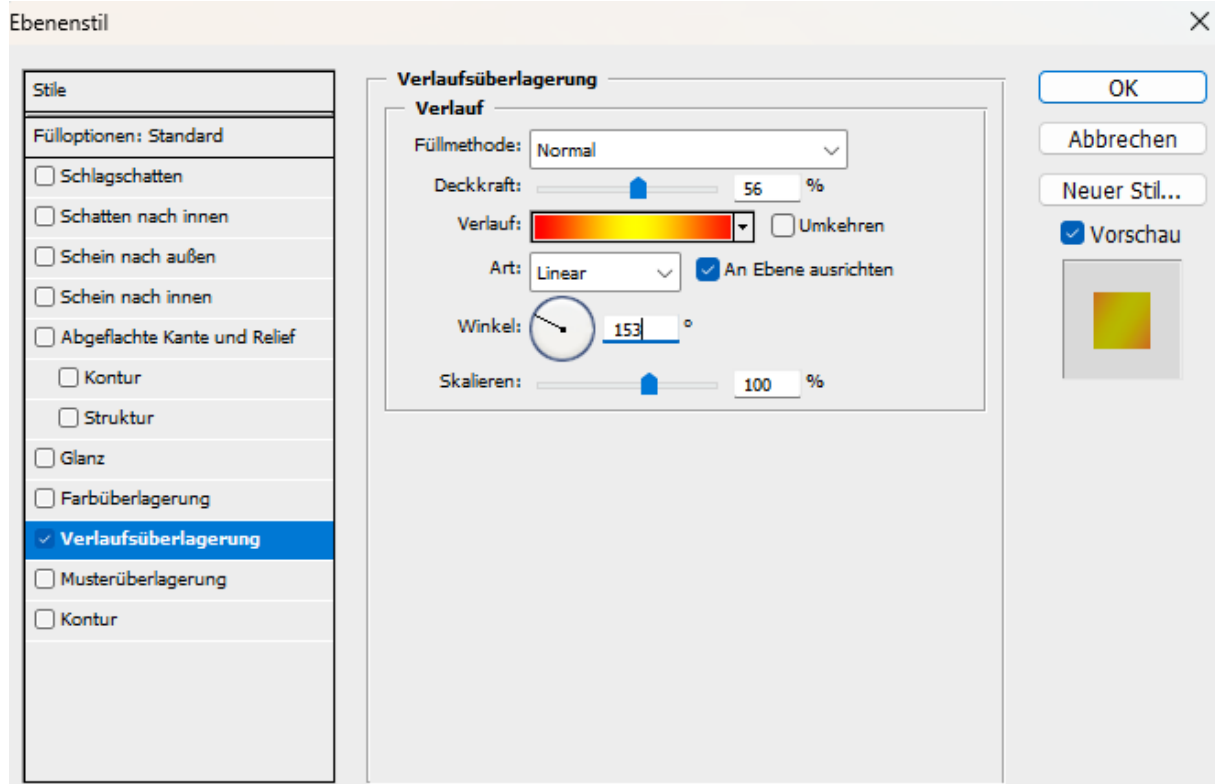 Ebenenstil
Stile
Fülloptionen: Standard
Schlagschatten
Schatten nach innen
Schein nach außen
Schein nach innen
Abgeflachte Kante und Relief
Kontur
Struktur
Glanz
Farbüberlagerung
Verlaufsüberlagerung
Musterüberlagerung
Kontur
Verlaufsüberlagerung
Verlauf
Füllmethode: Normal
Deckkraft: 56 %
Verlauf: Umkehren
Art: Linear An Ebene ausrichten
Winkel: 153 °
Skalieren: 100 %
OK
Abbrechen
Neuer Stil...
Vorschau